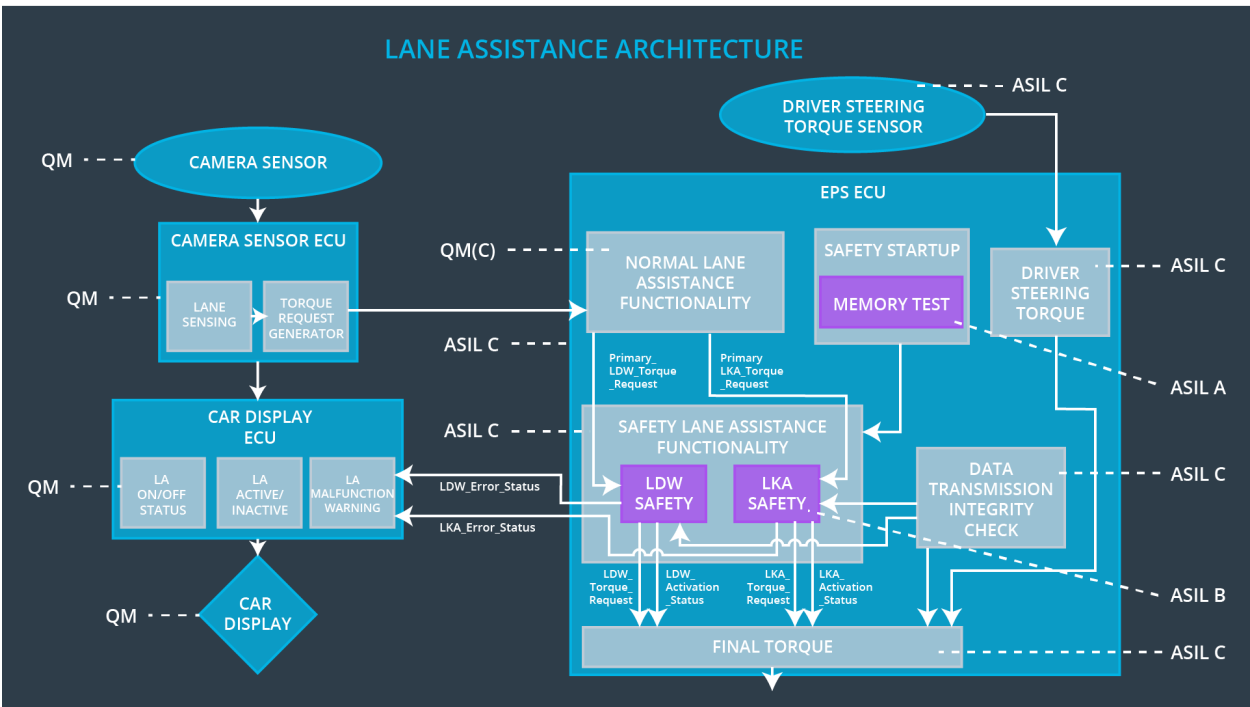 LANE ASSISTANCE ARCHITECTURE
ASIL C
DRIVER STEERING
TORQUE SENSOR
QM
CAMERA SENSOR
EPS ECU
CAMERA SENSOR ECU
QM
LANE
SENSING
TORQUE
REQUEST
GENERATOR
QM(C)
NORMAL LANE
ASSISTANCE
FUNCTIONALITY
SAFETY STARTUP
MEMORY TEST
DRIVER
STEERING
TORQUE
ASIL C
ASIL C
ASIL A
Primary_
LDW_Torque
_Request
Primary
LKA_Torque
_Request
CAR DISPLAY
ECU
QM
LA
ON/OFF
STATUS
LA
ACTIVE/
INACTIVE
LA
MALFUNCTION
WARNING
ASIL C
SAFETY LANE ASSISTANCE
FUNCTIONALITY
LDW
SAFETY
LKA
SAFETY
DATA
TRANSMISSION
INTEGRITY
CHECK
ASIL C
LDW_Error_Status
LKA_Error_Status
LDW_
Torque_
Request
LDW_
Activation
_Status
LKA_
Torque_
Request
LKA_
Activation
_Status
ASIL B
QM
CAR
DISPLAY
FINAL TORQUE
ASIL C